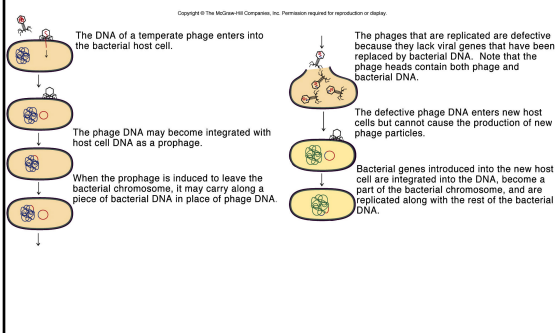 Copyright © The McGraw-Hill Companies, Inc. Permission required for reproduction or display.
The DNA of a temperate phage enters into
the bacterial host cell.
The phage DNA may become integrated with
host cell DNA as a prophage.
When the prophage is induced to leave the
bacterial chromosome, it may carry along a
piece of bacterial DNA in place of phage DNA.
The phages that are replicated are defective
because they lack viral genes that have been
replaced by bacterial DNA. Note that the
phage heads contain both phage and
bacterial DNA.
The defective phage DNA enters new host
cells but cannot cause the production of new
phage particles.
Bacterial genes introduced into the new host
cell are integrated into the DNA, become a
part of the bacterial chromosome, and are
replicated along with the rest of the bacterial
DNA.